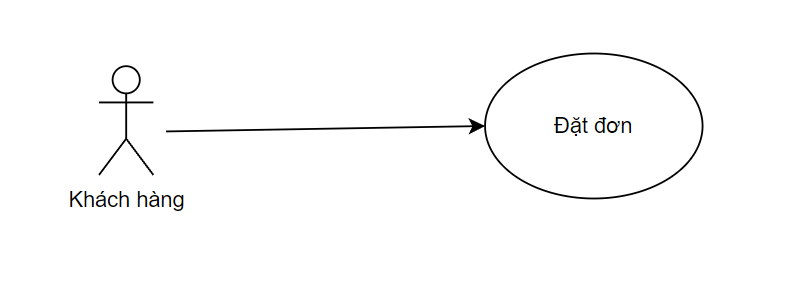 Đặt đơn
Khách hàng